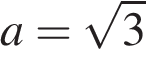 a = √3